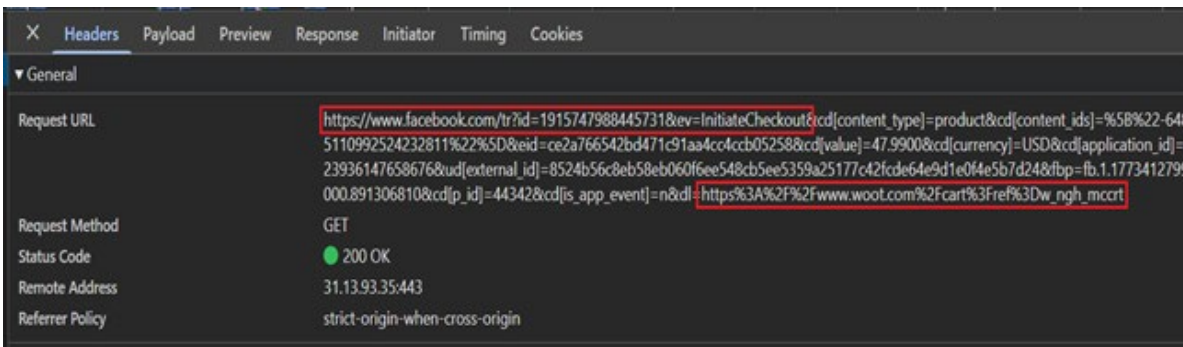 X Headers Payload Preview Response Initiator Timing Cookies
▼ General
Request URL
https://www.facebook.com/tr?id=1915747988445731&ev=InitiateCheckout&cd[content_type]=product&cd[content_ids]=%5B%22-648
5110992524232811%22%5D&eid=ce2a766542bd471c91aa4cc4ccb05258&cd[value]=47.9900&cd[currency]=USD&cd[application_id]=
239361476586​76&ud[external_id]=8524b56c8eb58eb060f6ee548cb5ee5359a25177c42fcde64e9d1e0f4e5b7d24&fbp=fb.1.1773412799
000.891306810&cd[p_id]=44342&cd[is_app_event]=n&dl=https%3A%2F%2Fwww.woot.com%2Fcart%3Fref%3Dw_ngh_mccrt
Request Method GET
Status Code 200 OK
Remote Address 31.13.93.35:443
Referrer Policy strict-origin-when-cross-origin